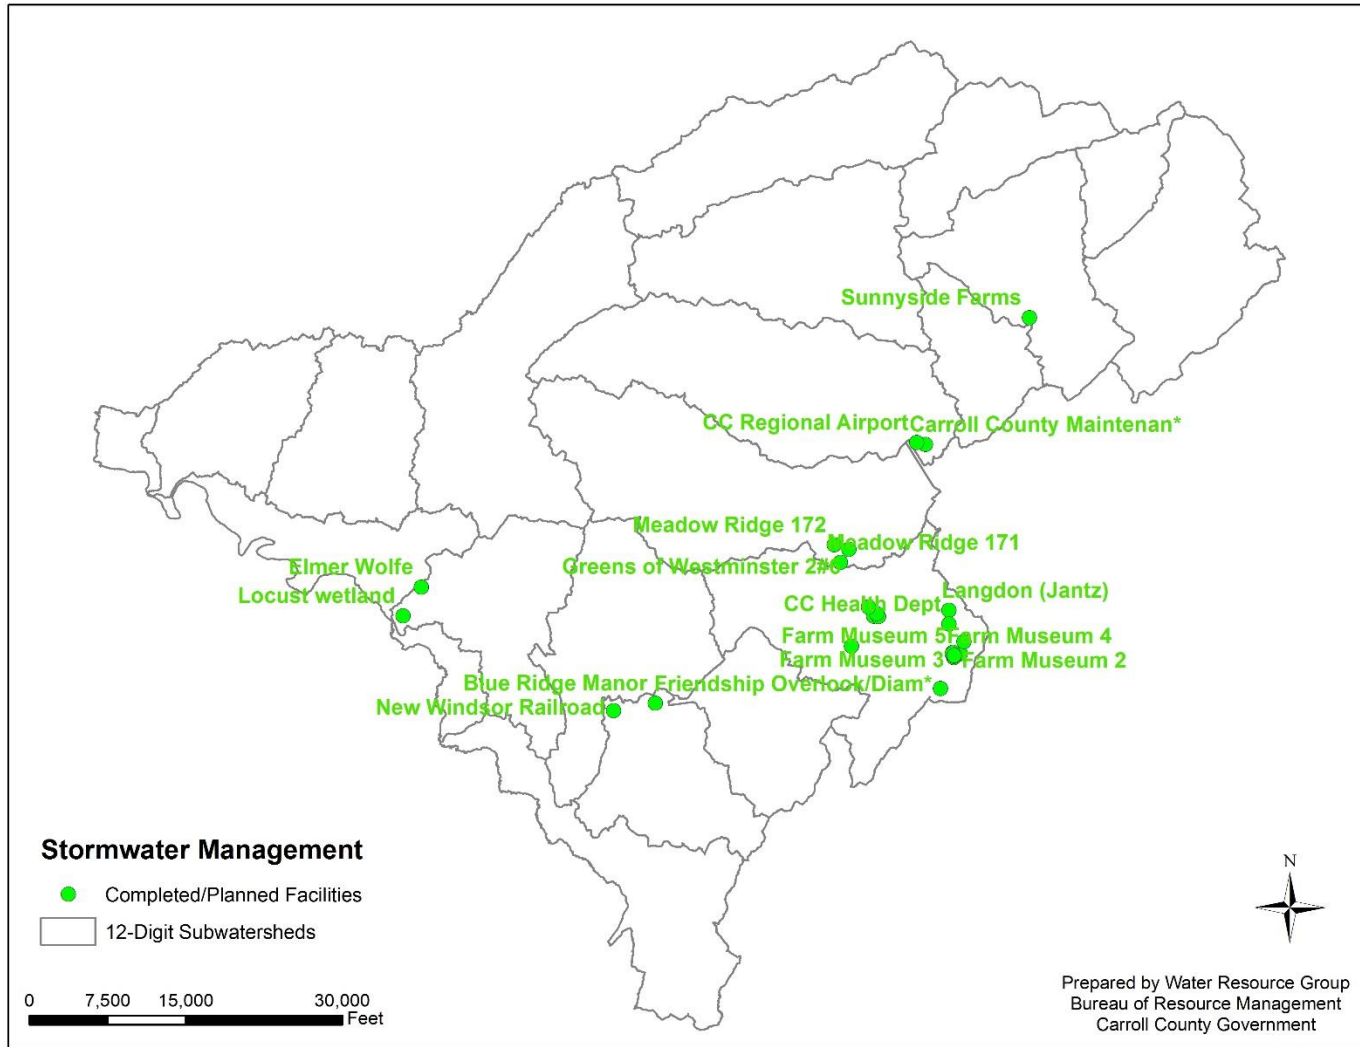 Sunnyside Farms
CC Regional Airport
Carroll County Maintenan*
Meadow Ridge 172
Meadow Ridge 171
Greens of Westminster 2#6
Elmer Wolfe
Locust wetland
Langdon (Jantz)
CC Health Dept
Farm Museum 5
Farm Museum 4
Farm Museum 3
Farm Museum 2
Blue Ridge Manor
Friendship Overlook/Diam*
New Windsor Railroad
Stormwater Management
Completed/Planned Facilities
12-Digit Subwatersheds
0 7,500 15,000 30,000
Feet
N
Prepared by Water Resource Group
Bureau of Resource Management
Carroll County Government